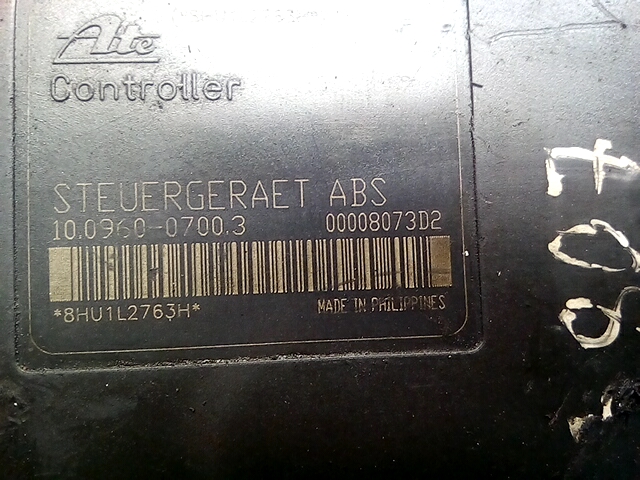 Ate
Controller
STEUERGERAET ABS
10.0960-0700.3 00008073D2
*8HU1L2763H*
MADE IN PHILIPPINES